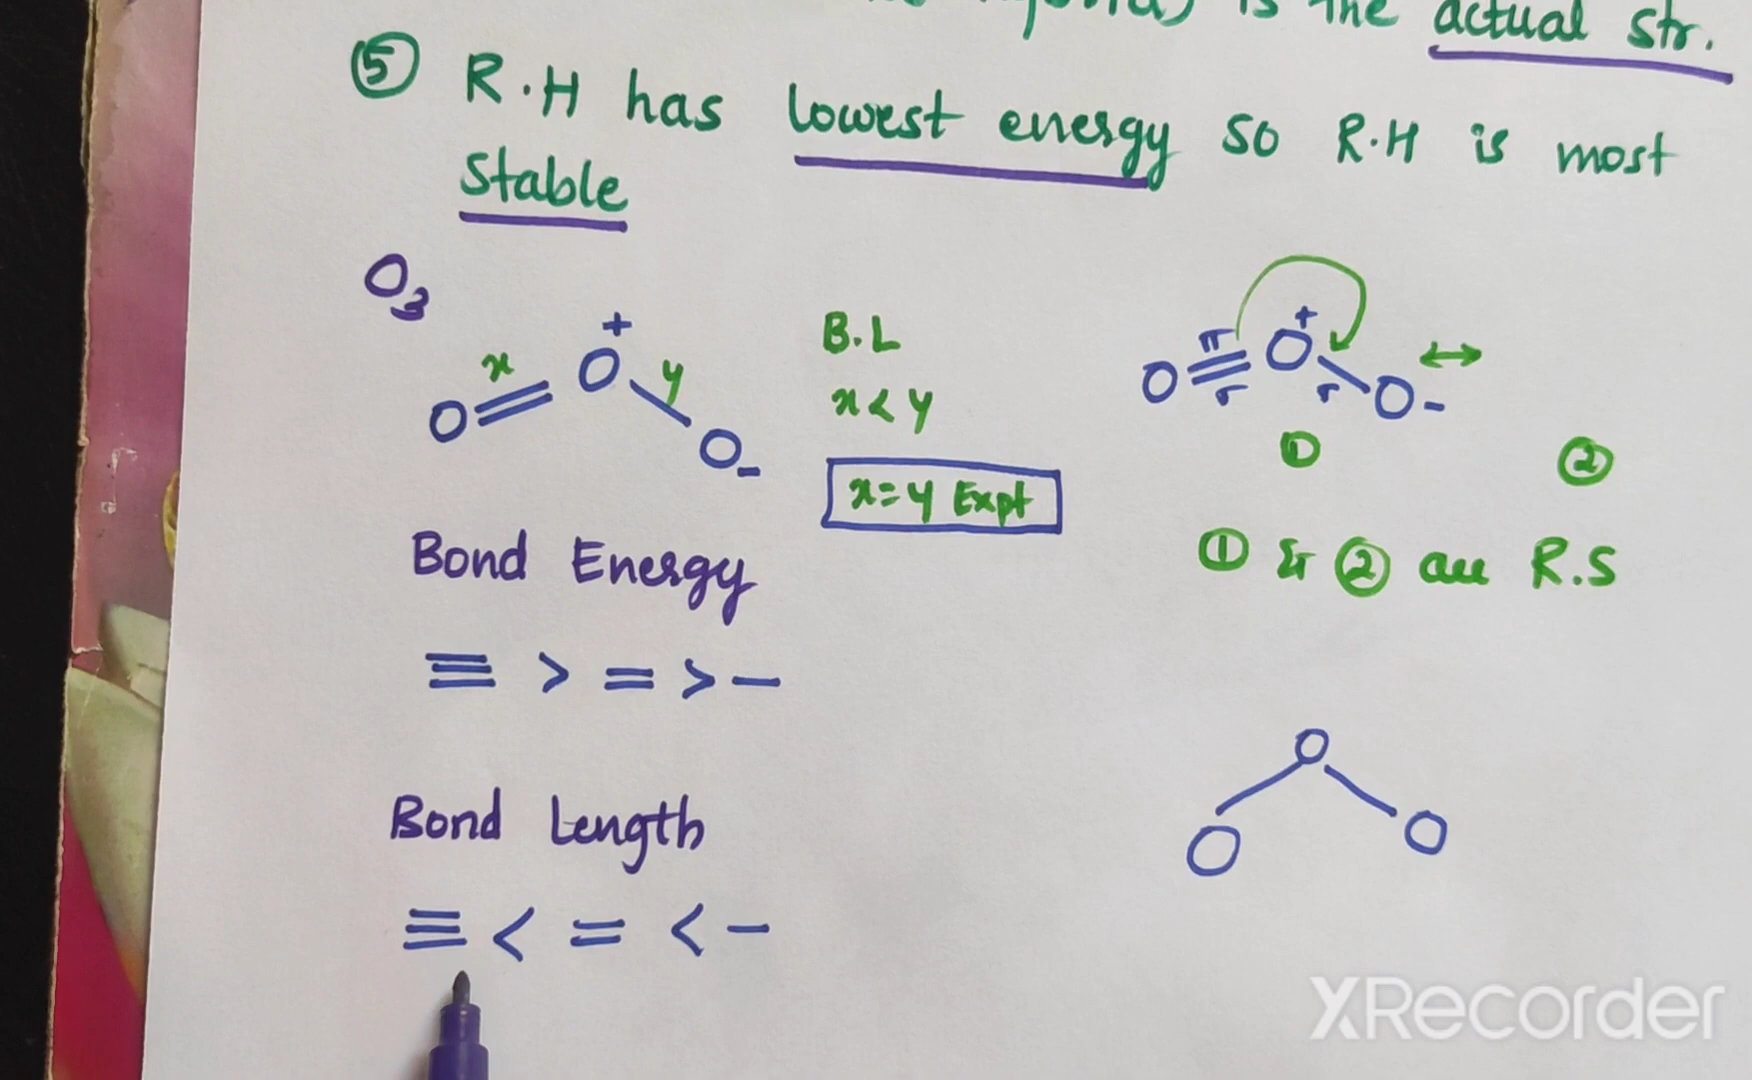 is the actual str.
⑤ R.H has lowest energy so R.H is most
stable
O3
x
O=O+
y
O-
B.L
x<y
x=y Expt
π
O=O+
σ
σ
O-
↔
①
②
① & ② are R.S
Bond Energy
≡ > = > -
O
O
O
Bond Length
≡ < = < -
XRecorder